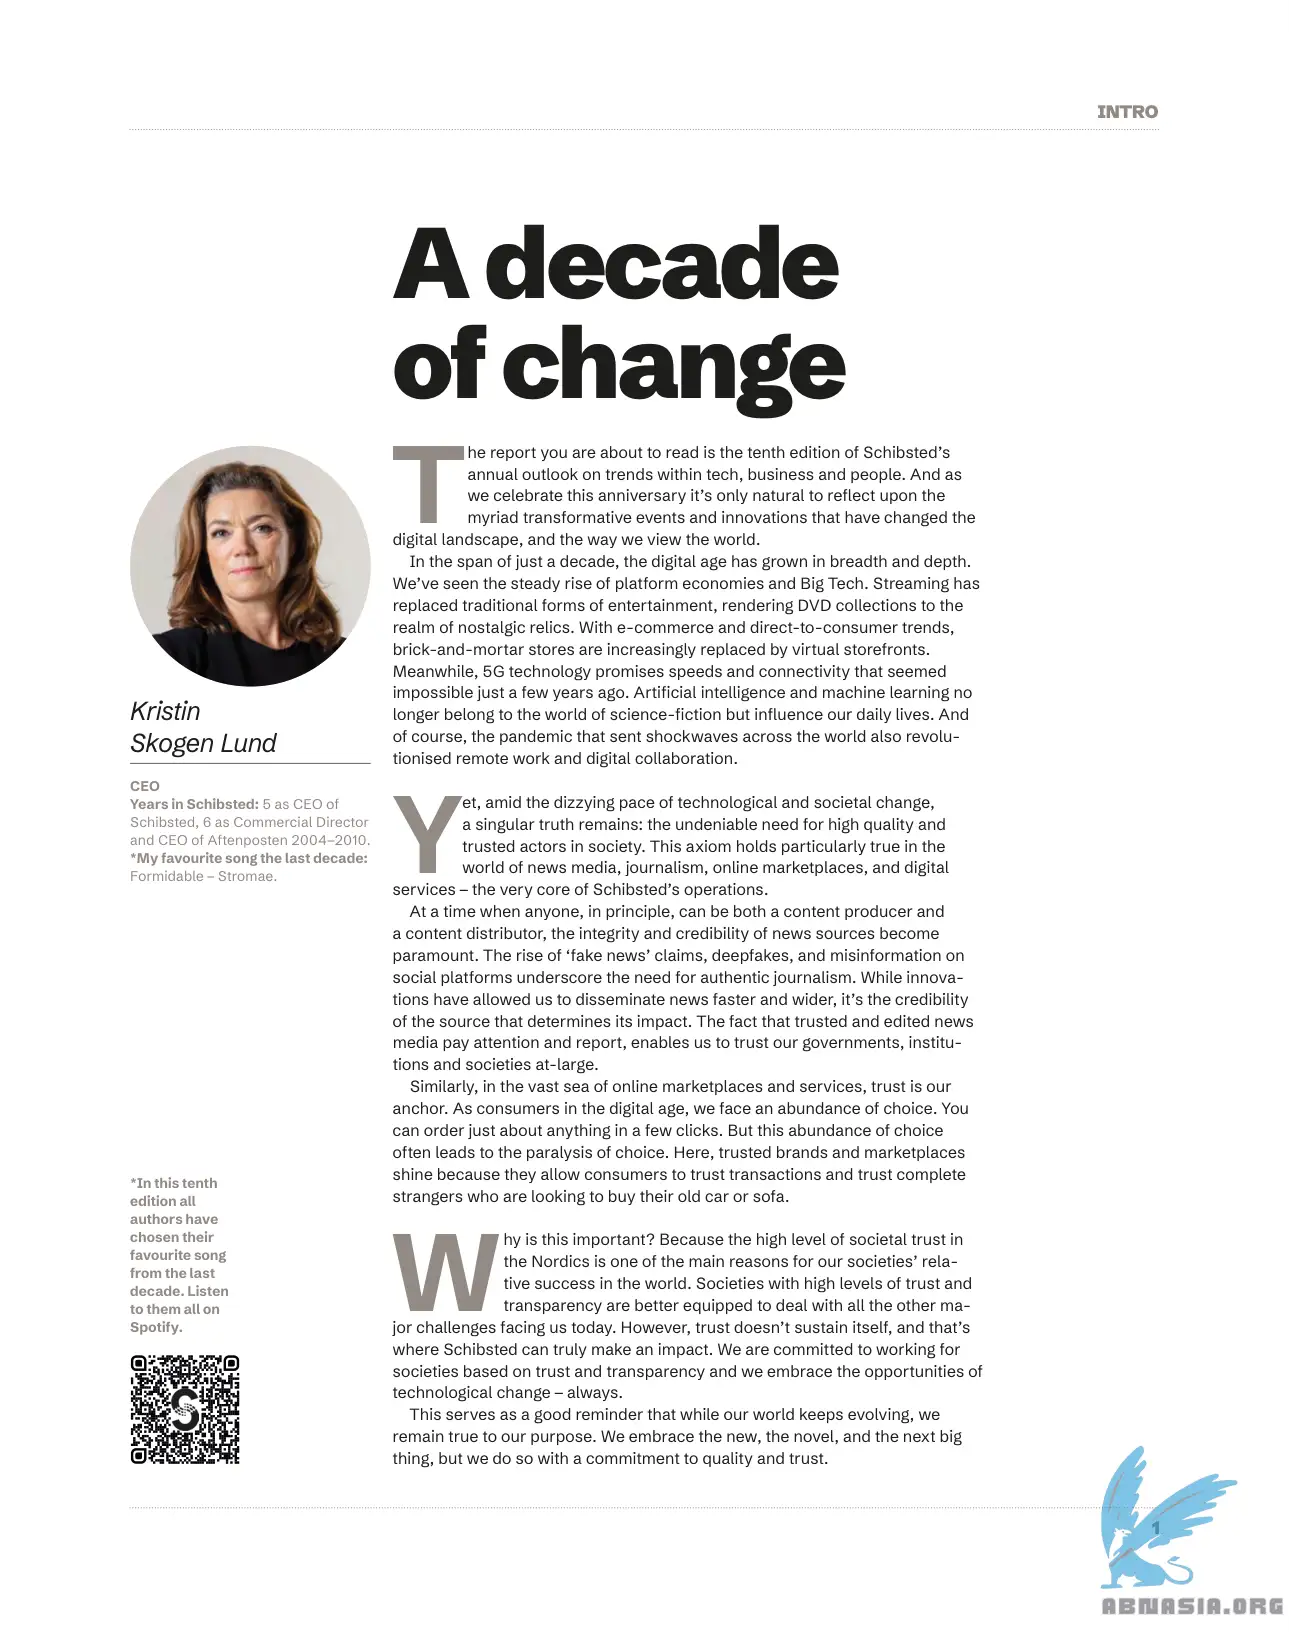 INTRO
A decade
of change
The report you are about to read is the tenth edition of Schibsted’s
annual outlook on trends within tech, business and people. And as
we celebrate this anniversary it’s only natural to reflect upon the
myriad transformative events and innovations that have changed the
digital landscape, and the way we view the world.
In the span of just a decade, the digital age has grown in breadth and depth.
We’ve seen the steady rise of platform economies and Big Tech. Streaming has
replaced traditional forms of entertainment, rendering DVD collections to the
realm of nostalgic relics. With e-commerce and direct-to-consumer trends,
brick-and-mortar stores are increasingly replaced by virtual storefronts.
Meanwhile, 5G technology promises speeds and connectivity that seemed
impossible just a few years ago. Artificial intelligence and machine learning no
longer belong to the world of science-fiction but influence our daily lives. And
of course, the pandemic that sent shockwaves across the world also revolu-
tionised remote work and digital collaboration.
Yet, amid the dizzying pace of technological and societal change,
a singular truth remains: the undeniable need for high quality and
trusted actors in society. This axiom holds particularly true in the
world of news media, journalism, online marketplaces, and digital
services – the very core of Schibsted’s operations.
At a time when anyone, in principle, can be both a content producer and
a content distributor, the integrity and credibility of news sources become
paramount. The rise of ‘fake news’ claims, deepfakes, and misinformation on
social platforms underscore the need for authentic journalism. While innova-
tions have allowed us to disseminate news faster and wider, it’s the credibility
of the source that determines its impact. The fact that trusted and edited news
media pay attention and report, enables us to trust our governments, institu-
tions and societies at-large.
Similarly, in the vast sea of online marketplaces and services, trust is our
anchor. As consumers in the digital age, we face an abundance of choice. You
can order just about anything in a few clicks. But this abundance of choice
often leads to the paralysis of choice. Here, trusted brands and marketplaces
shine because they allow consumers to trust transactions and trust complete
strangers who are looking to buy their old car or sofa.
Why is this important? Because the high level of societal trust in
the Nordics is one of the main reasons for our societies’ rela-
tive success in the world. Societies with high levels of trust and
transparency are better equipped to deal with all the other ma-
jor challenges facing us today. However, trust doesn’t sustain itself, and that’s
where Schibsted can truly make an impact. We are committed to working for
societies based on trust and transparency and we embrace the opportunities of
technological change – always.
This serves as a good reminder that while our world keeps evolving, we
remain true to our purpose. We embrace the new, the novel, and the next big
thing, but we do so with a commitment to quality and trust.
Kristin
Skogen Lund
CEO
Years in Schibsted: 5 as CEO of
Schibsted, 6 as Commercial Director
and CEO of Aftenposten 2004–2010.
*My favourite song the last decade:
Formidable – Stromae.
*In this tenth
edition all
authors have
chosen their
favourite song
from the last
decade. Listen
to them all on
Spotify.
1
ABNASIA.ORG